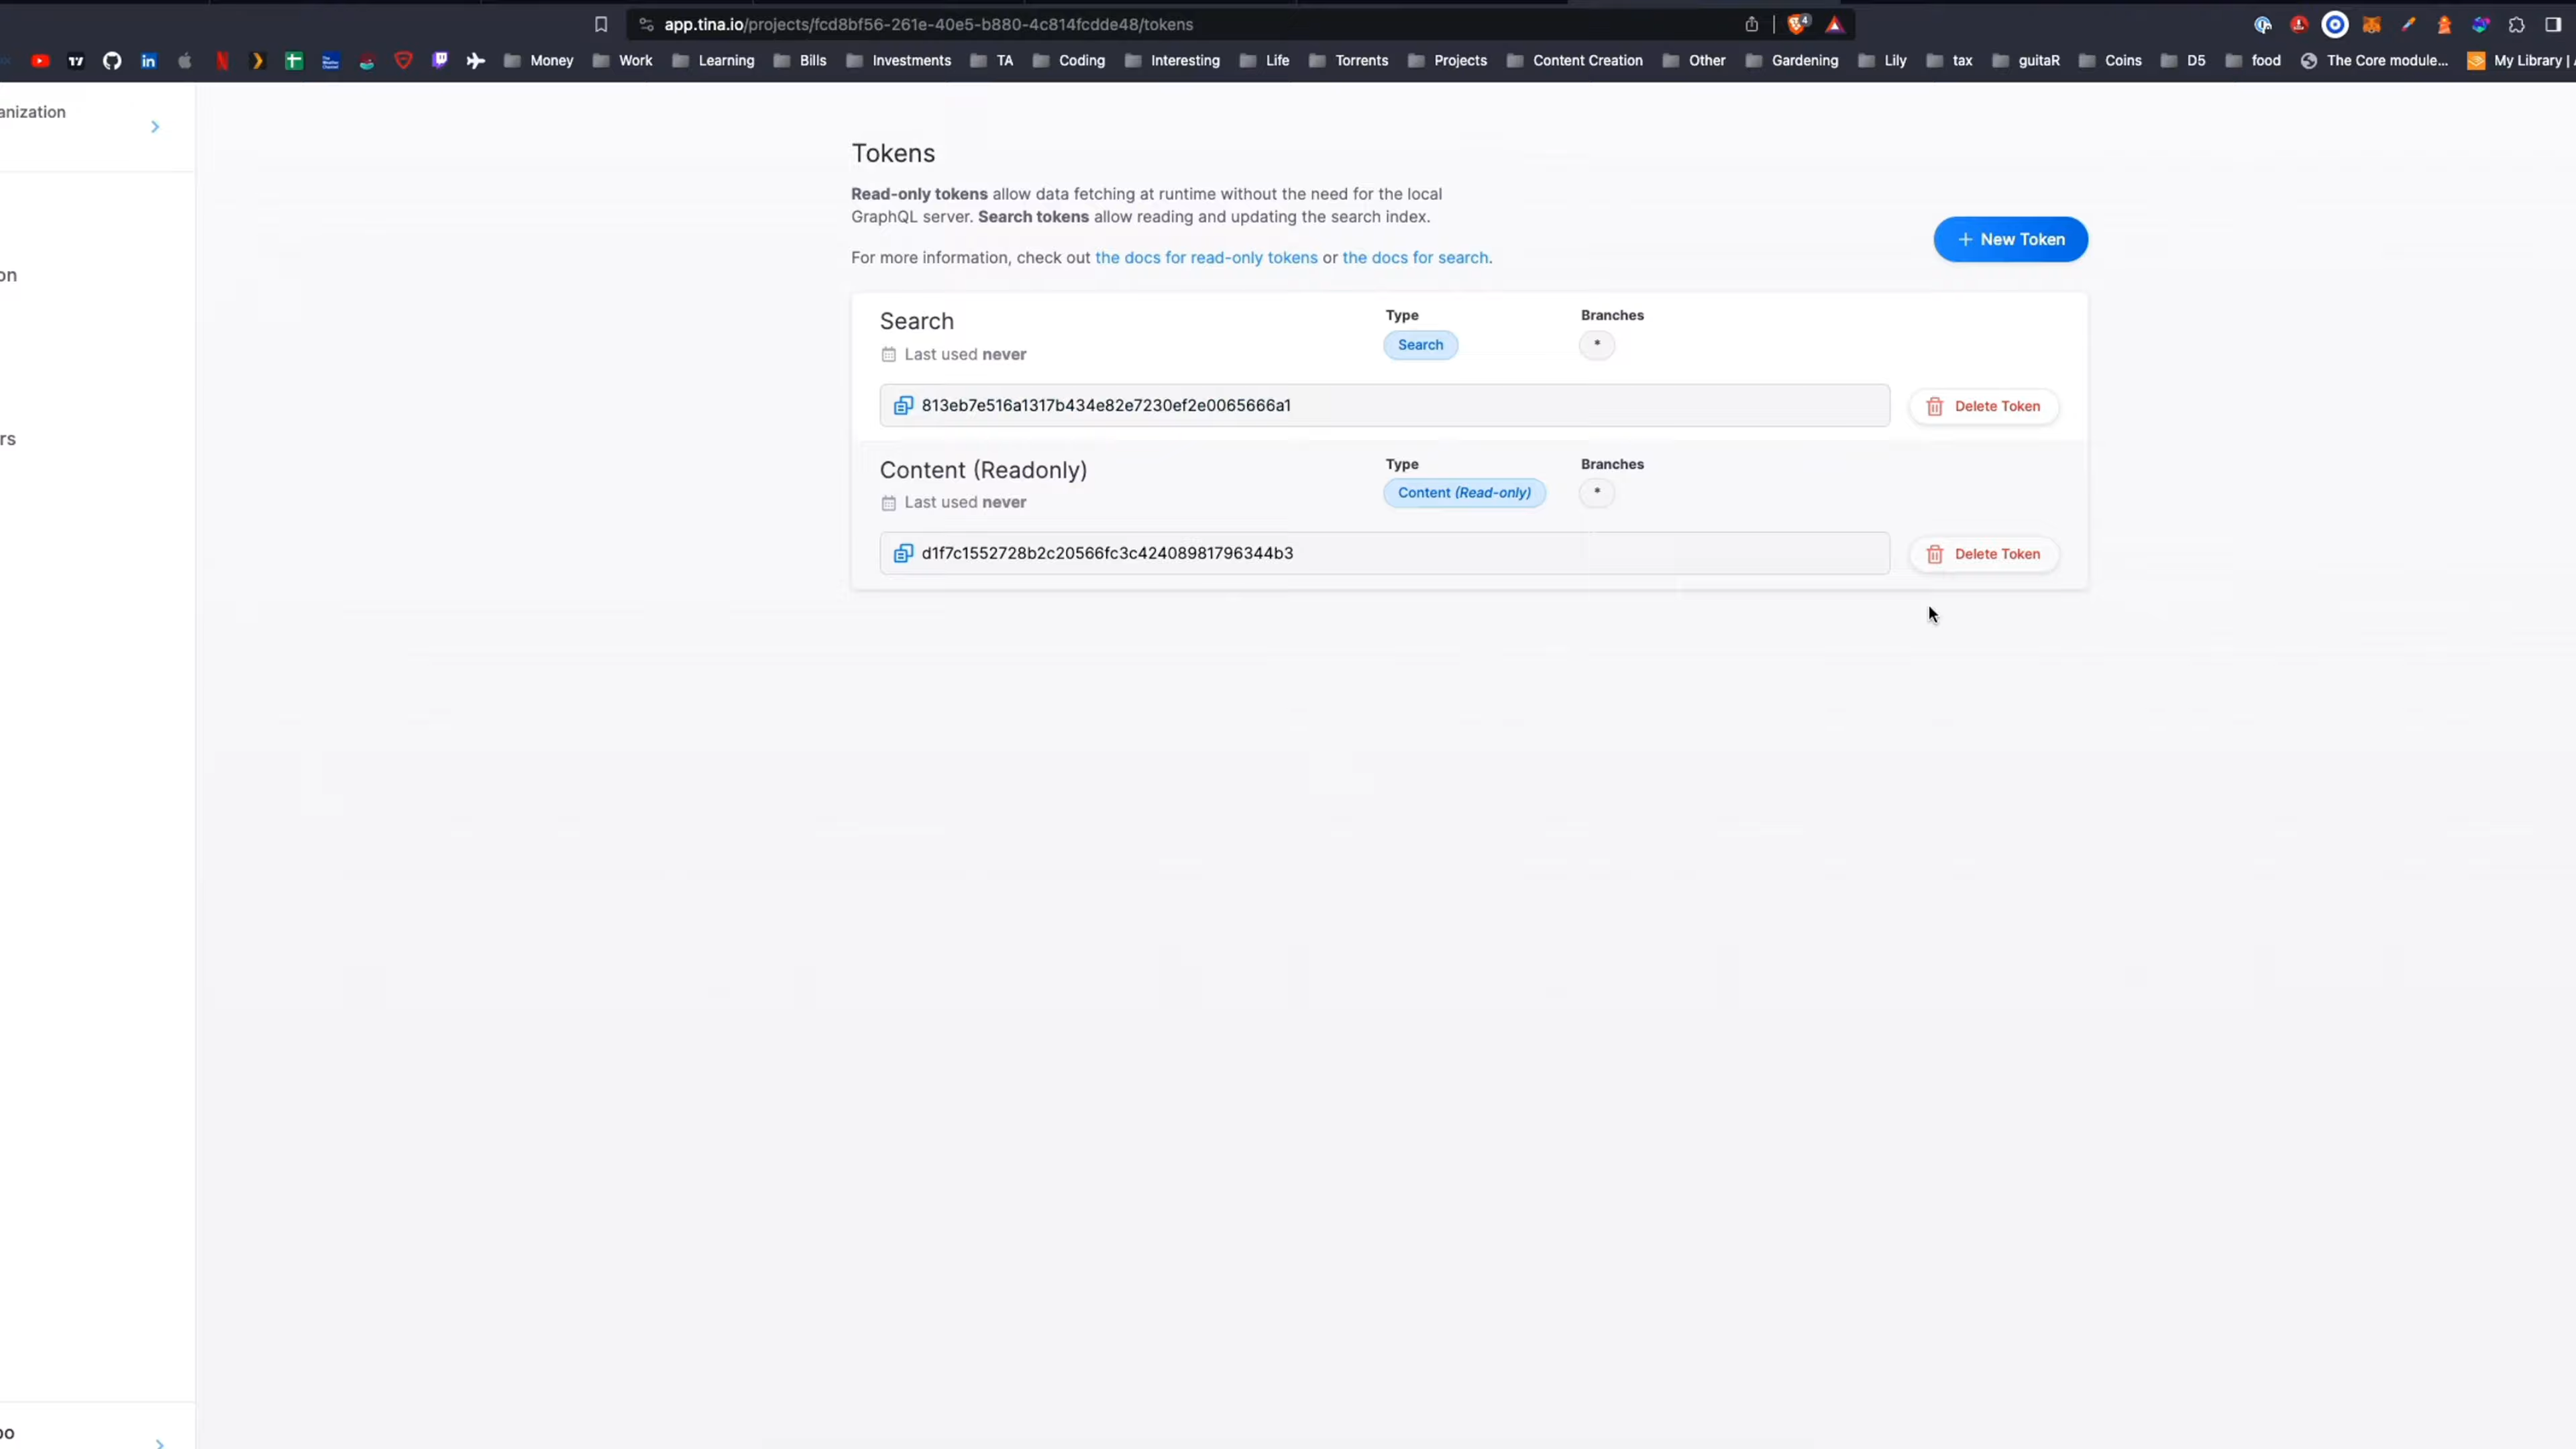 app.tina.io/projects/fcd8bf56-261e-40e5-b880-4c814fcdde48/tokens
4
Money Work Learning Bills Investments TA Coding Interesting Life Torrents Projects Content Creation Other Gardening Lily tax guitaR Coins D5 food The Core module... My Library |
anization
on
rs
oo
Tokens
Read-only tokens allow data fetching at runtime without the need for the local
GraphQL server. Search tokens allow reading and updating the search index.
For more information, check out the docs for read-only tokens or the docs for search.
+ New Token
Search
Type
Branches
Last used never
Search
*
813eb7e516a1317b434e82e7230ef2e0065666a1
Delete Token
Content (Readonly)
Type
Branches
Last used never
Content (Read-only)
*
d1f7c1552728b2c20566fc3c42408981796344b3
Delete Token